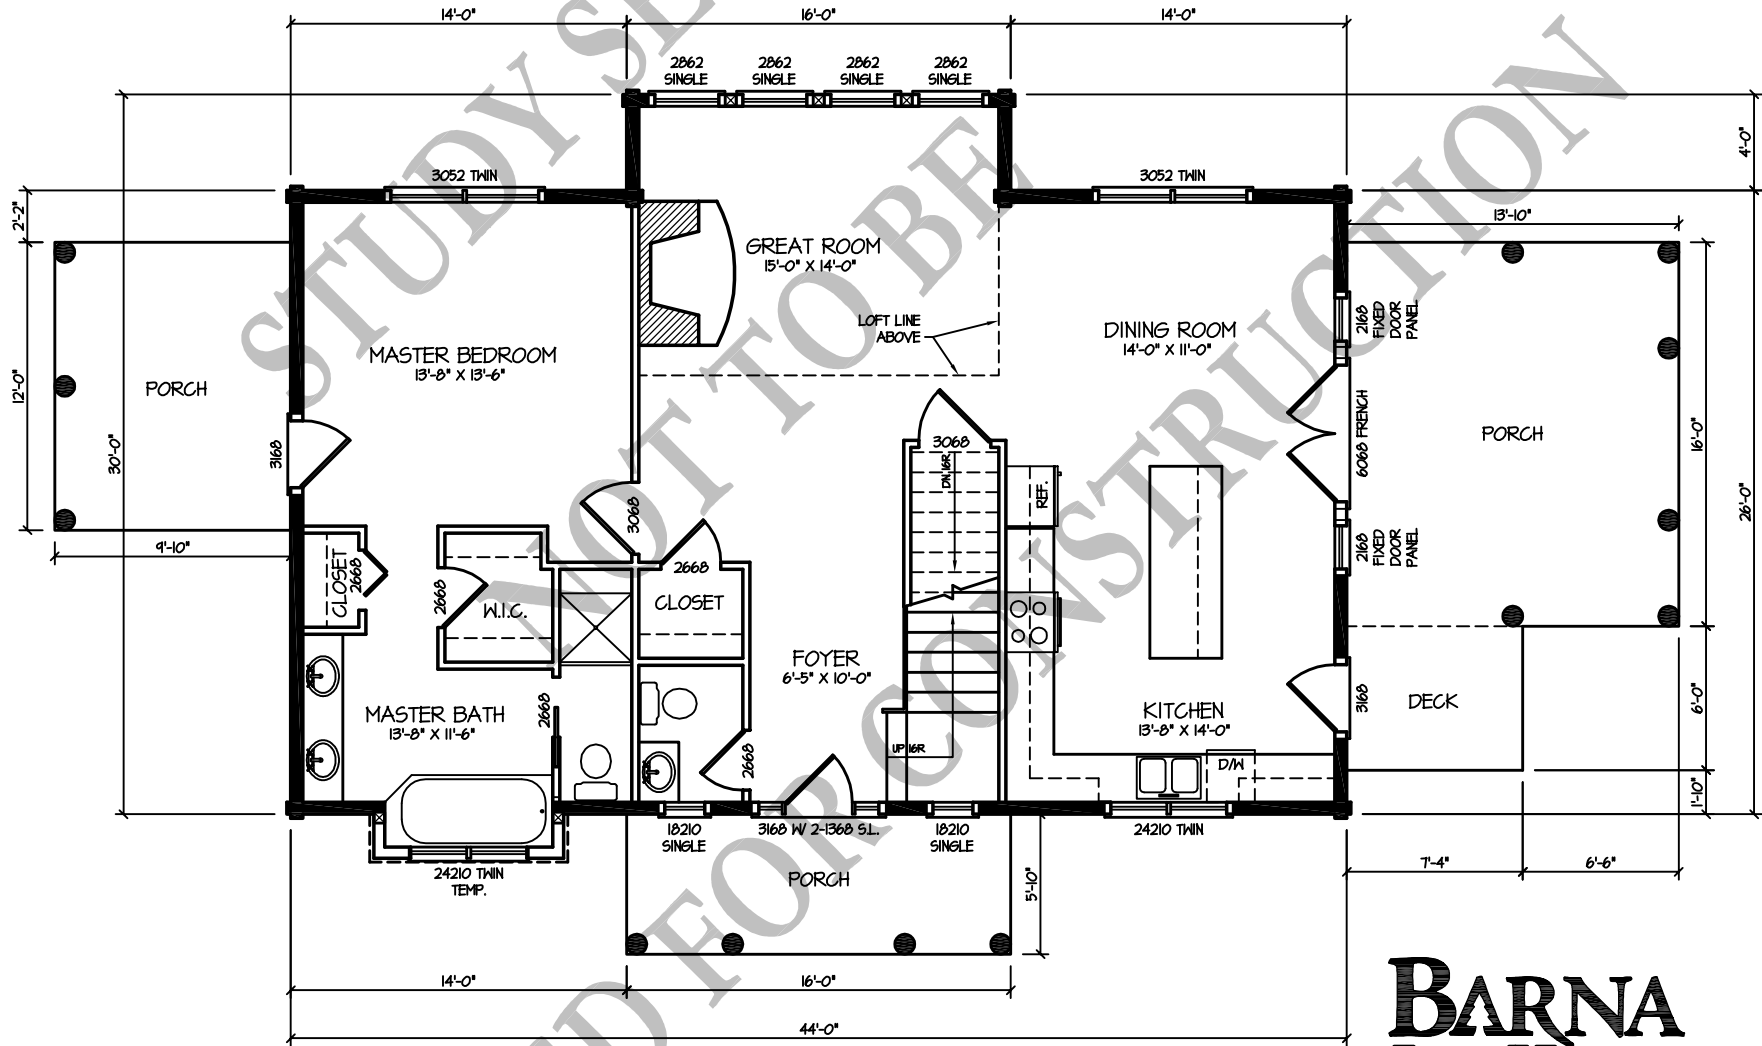 14'-0"
16'-0"
14'-0"
2862
SINGLE
2862
SINGLE
2862
SINGLE
2862
SINGLE
3052 TWIN
3052 TWIN
4'-0"
2'-2"
13'-10"
GREAT ROOM
15'-0" X 14'-0"
LOFT LINE
ABOVE
DINING ROOM
14'-0" X 11'-0"
2168
FIXED
DOOR
PANEL
MASTER BEDROOM
13'-8" X 13'-6"
PORCH
12'-0"
30'-0"
3168
3068
6068 FRENCH
PORCH
16'-0"
26'-0"
DN. 16R
REF.
3068
2168
FIXED
DOOR
PANEL
9'-10"
CLOSET
2668
2668
W.I.C.
2668
CLOSET
FOYER
6'-5" X 10'-0"
MASTER BATH
13'-8" X 11'-6"
2668
2668
UP 16R
KITCHEN
13'-8" X 14'-0"
D/W
3168
DECK
6'-0"
1'-10"
18210
SINGLE
3168 W/ 2-1368 S.L.
18210
SINGLE
24210 TWIN
24210 TWIN
TEMP.
PORCH
5'-10"
7'-4"
6'-6"
14'-0"
16'-0"
44'-0"
STUDY SE
NOT TO BE
D FOR CONSTRUCTION
BARNA